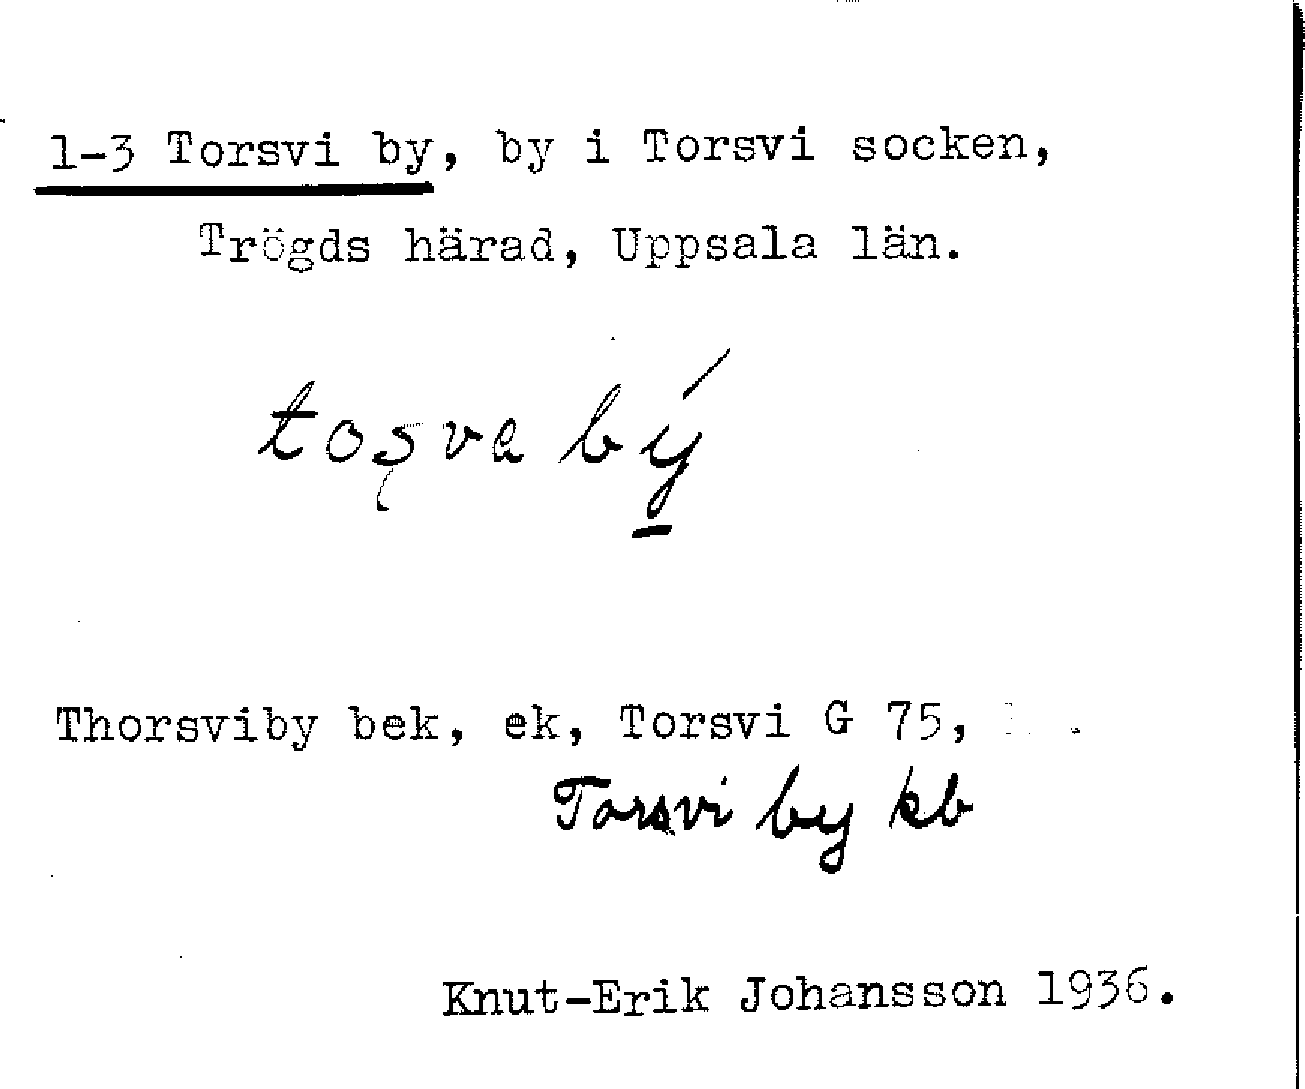 1-3 Torsvi by, by i Torsvi socken,
Trögds härad, Uppsala län.
toșve bý
Thorsviby bek, ek, Torsvi G 75,
Torsvi by kb
Knut-Erik Johansson 1936.